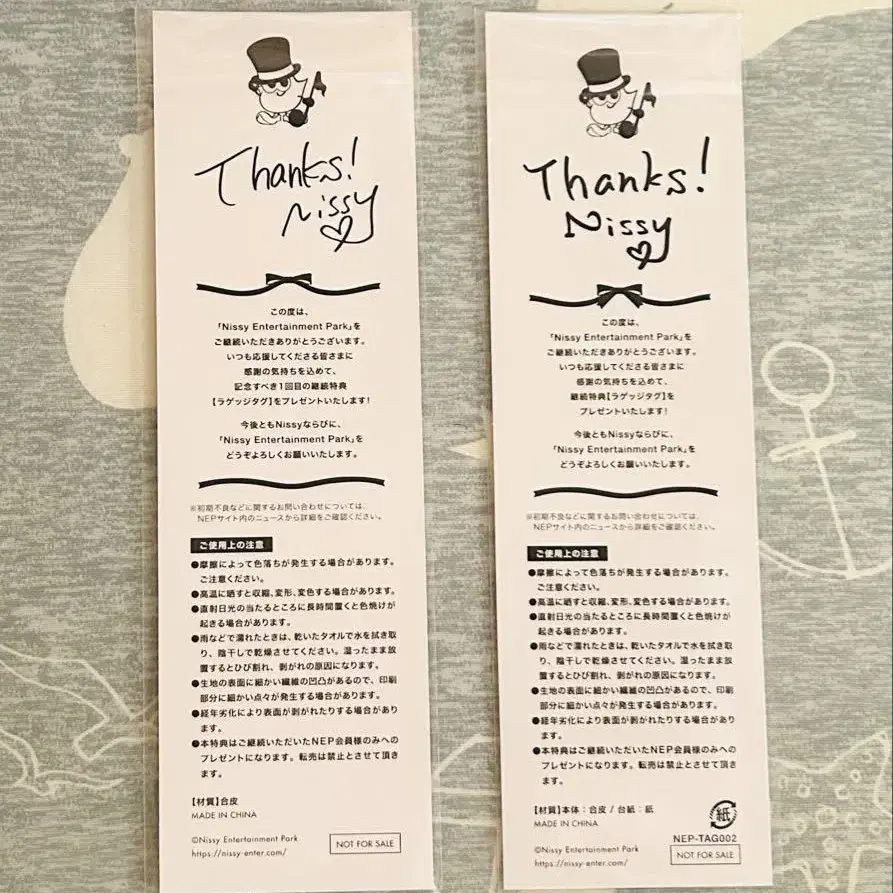 Thanks!
Nissy
この度は、
「Nissy Entertainment Park」を
ご継続いただきありがとうございます。
いつも応援してくださる皆さまに
感謝の気持ちを込めて、
記念すべき1回目の継続特典
【ラゲッジタグ】をプレゼントいたします!
今後ともNissyならびに、
「Nissy Entertainment Park」を
どうぞよろしくお願いいたします。
※初期不良などに関するお問い合わせについては、
NEPサイト内のニュースから詳細をご確認ください。
ご使用上の注意
●摩擦によって色落ちが発生する場合があります。
ご注意ください。
●高温に晒すと収縮、変形、変色する場合があります。
●直射日光の当たるところに長時間置くと色焼けが
起きる場合があります。
●雨などで濡れたときは、乾いたタオルで水を拭き取
り、陰干しで乾燥させてください。湿ったまま放
置するとひび割れ、剥がれの原因になります。
●生地の表面に細かい繊維の凹凸があるので、印刷
部分に細かい点々が発生する場合があります。
●経年劣化により表面が剥がれたりする場合があり
ます。
●本特典はご継続いただいたNEP会員様のみへの
プレゼントになります。転売は禁止とさせて頂き
ます。
【材質】合皮
MADE IN CHINA
©Nissy Entertainment Park
https://nissy-enter.com/
NOT FOR SALE
Thanks!
Nissy
この度は、
「Nissy Entertainment Park」を
ご継続いただきありがとうございます。
いつも応援してくださる皆さまに
感謝の気持ちを込めて、
継続特典【ラゲッジタグ】を
プレゼントいたします!
今後ともNissyならびに、
「Nissy Entertainment Park」を
どうぞよろしくお願いいたします。
※初期不良などに関するお問い合わせについては、
NEPサイト内のニュースから詳細をご確認ください。
ご使用上の注意
●摩擦によって色落ちが発生する場合があります。
ご注意ください。
●高温に晒すと収縮、変形、変色する場合があります。
●直射日光の当たるところに長時間置くと色焼けが
起きる場合があります。
●雨などで濡れたときは、乾いたタオルで水を拭き取
り、陰干しで乾燥させてください。湿ったまま放
置するとひび割れ、剥がれの原因になります。
●生地の表面に細かい繊維の凹凸があるので、印刷
部分に細かい点々が発生する場合があります。
●経年劣化により表面が剥がれたりする場合があり
ます。
●本特典はご継続いただいたNEP会員様のみへの
プレゼントになります。転売は禁止とさせて頂き
ます。
【材質】本体：合皮 / 台紙：紙
MADE IN CHINA
紙
NEP-TAG002
©Nissy Entertainment Park
https://nissy-enter.com/
NOT FOR SALE